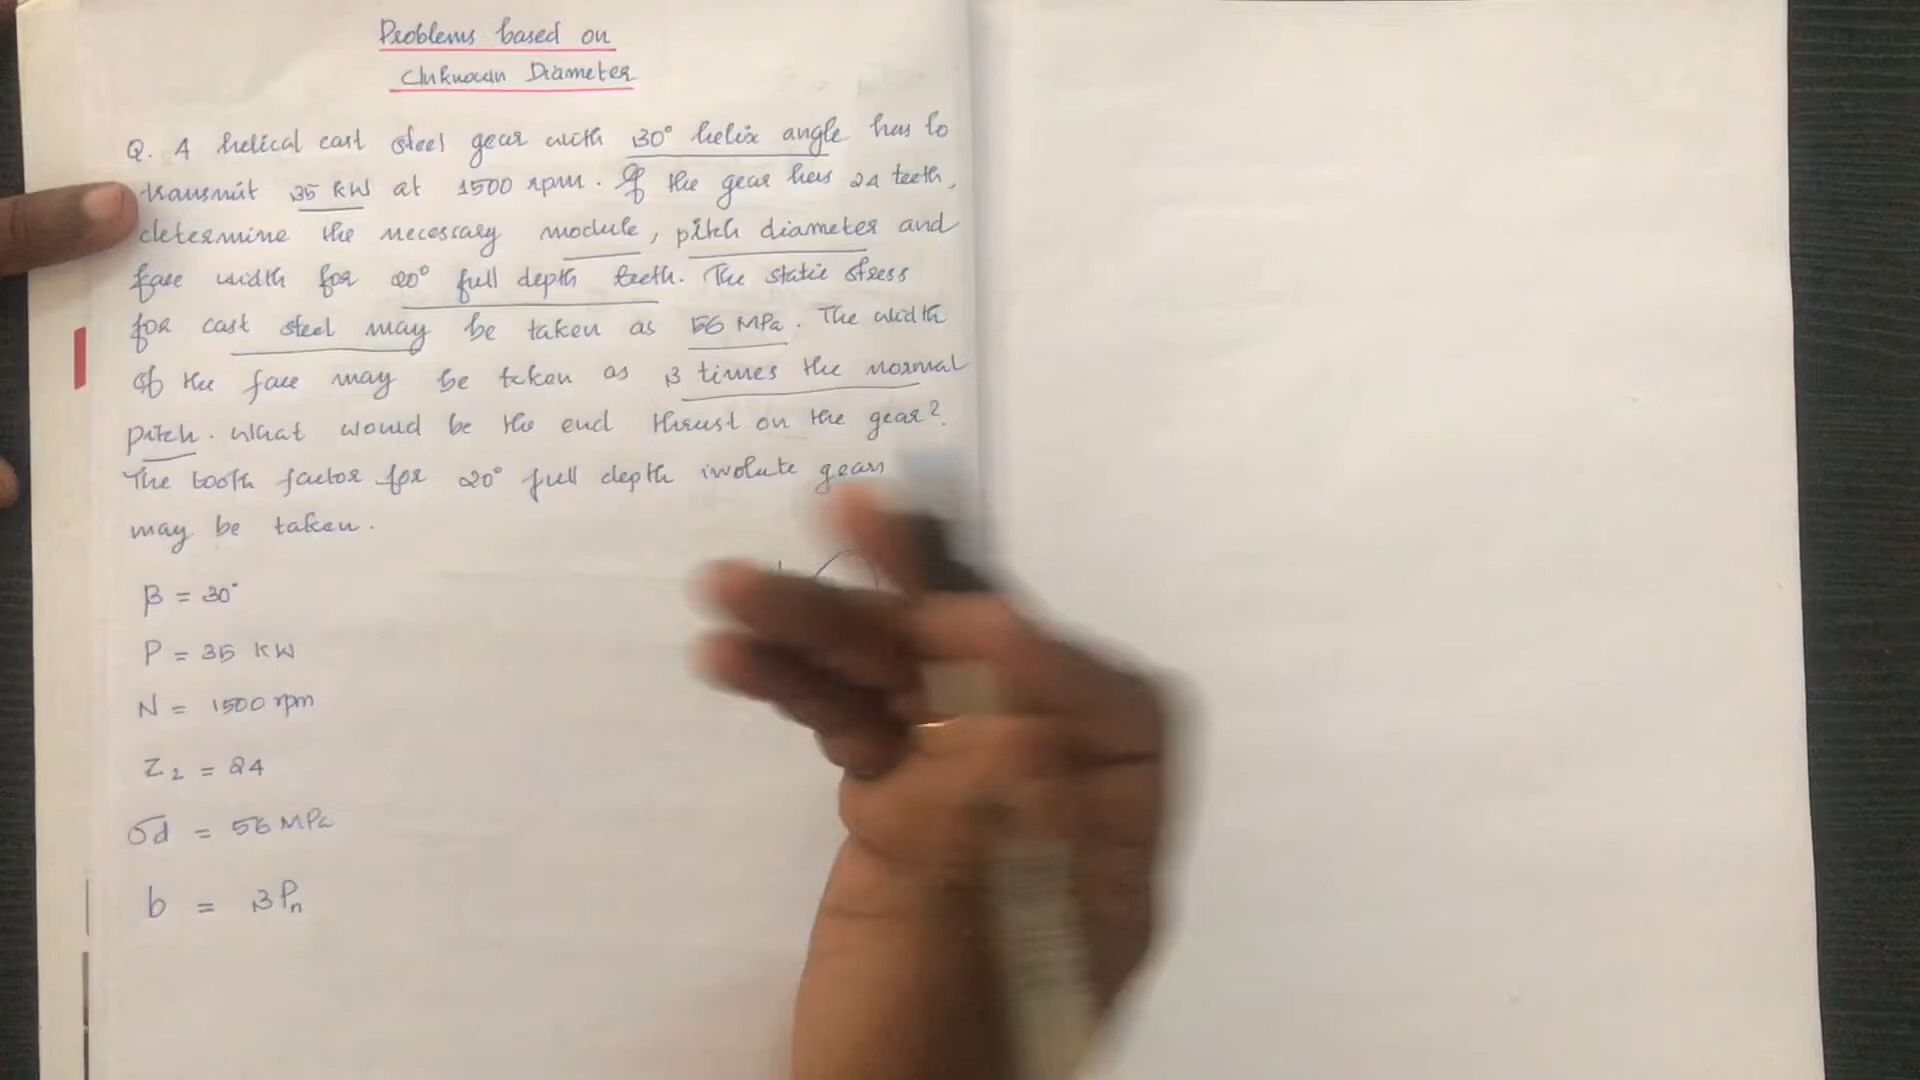 Problems based on
Unknown Diameter
Q. A helical cast steel gear with 30° helix angle has to
transmit 35 kW at 1500 rpm. If the gear has 24 teeth,
determine the necessary module, pitch diameter and
face width for 20° full depth teeth. The static stress
for cast steel may be taken as 56 MPa. The width
of the face may be taken as 3 times the normal
pitch. What would be the end thrust on the gear?
The tooth factor for 20° full depth involute gears
may be taken.
β = 30°
P = 35 kW
N = 1500 rpm
Z₂ = 24
σd = 56 MPa
b = 3Pn